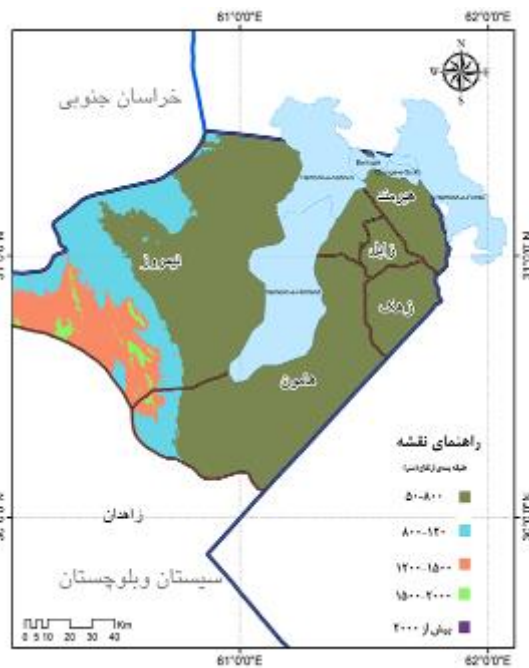 61°0'0"E
62°0'0"E
خراسان جنوبی
N
W
E
S
هیرمند
زابل
نیمروز
زهک
هامون
راهنمای نقشه
۵۰-۸۰۰
۸۰۰-۱۲۰
۱۲۰۰-۱۵۰۰
۱۵۰۰-۲۰۰۰
بیش از ۲۰۰۰
زاهدان
سیستان وبلوچستان
0 5 10 20 30 40 Km
61°0'0"E
62°0'0"E